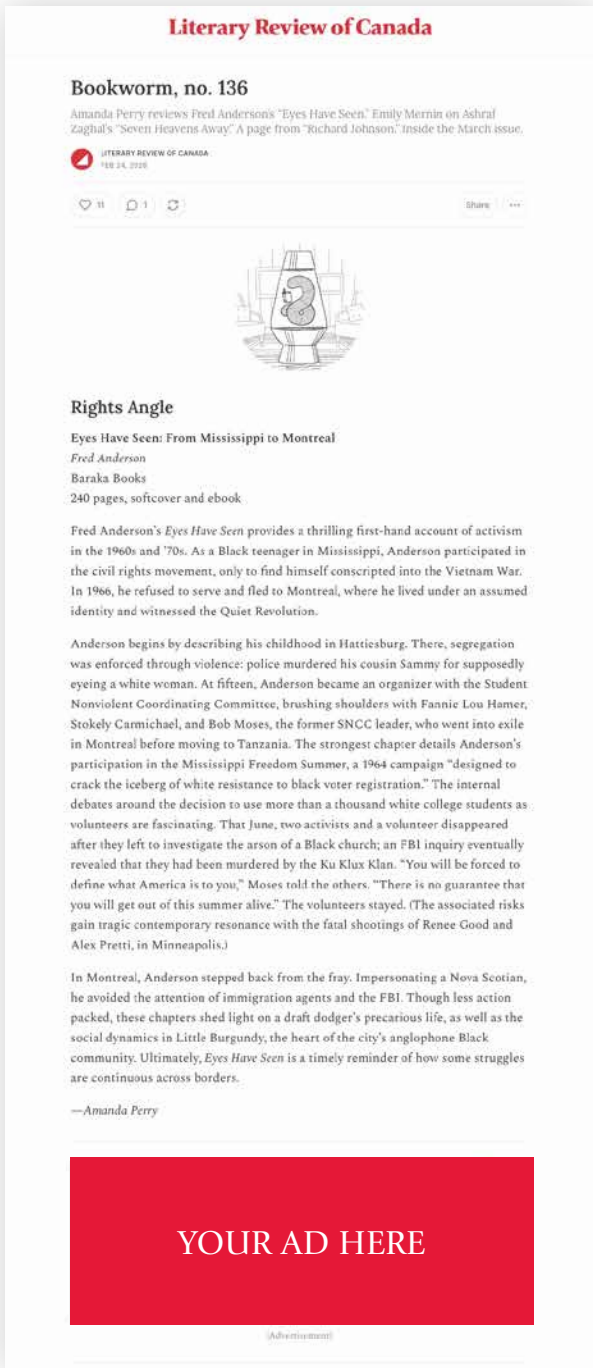 Literary Review of Canada
Bookworm, no. 136
Amanda Perry reviews Fred Anderson's "Eyes Have Seen." Emily Mernin on Ashraf
Zaghal's "Seven Heavens Away." A page from "Richard Johnson." Inside the March issue.
LITERARY REVIEW OF CANADA
FEB 24, 2026
11
1
Share
Rights Angle
Eyes Have Seen: From Mississippi to Montreal
Fred Anderson
Baraka Books
240 pages, softcover and ebook
Fred Anderson's Eyes Have Seen provides a thrilling first-hand account of activism
in the 1960s and '70s. As a Black teenager in Mississippi, Anderson participated in
the civil rights movement, only to find himself conscripted into the Vietnam War.
In 1966, he refused to serve and fled to Montreal, where he lived under an assumed
identity and witnessed the Quiet Revolution.
Anderson begins by describing his childhood in Hattiesburg. There, segregation
was enforced through violence: police murdered his cousin Sammy for supposedly
eyeing a white woman. At fifteen, Anderson became an organizer with the Student
Nonviolent Coordinating Committee, brushing shoulders with Fannie Lou Hamer,
Stokely Carmichael, and Bob Moses, the former SNCC leader, who went into exile
in Montreal before moving to Tanzania. The strongest chapter details Anderson's
participation in the Mississippi Freedom Summer, a 1964 campaign "designed to
crack the iceberg of white resistance to black voter registration." The internal
debates around the decision to use more than a thousand white college students as
volunteers are fascinating. That June, two activists and a volunteer disappeared
after they left to investigate the arson of a Black church; an FBI inquiry eventually
revealed that they had been murdered by the Ku Klux Klan. "You will be forced to
define what America is to you," Moses told the others. "There is no guarantee that
you will get out of this summer alive." The volunteers stayed. (The associated risks
gain tragic contemporary resonance with the fatal shootings of Renee Good and
Alex Pretti, in Minneapolis.)
In Montreal, Anderson stepped back from the fray. Impersonating a Nova Scotian,
he avoided the attention of immigration agents and the FBI. Though less action
packed, these chapters shed light on a draft dodger's precarious life, as well as the
social dynamics in Little Burgundy, the heart of the city's anglophone Black
community. Ultimately, Eyes Have Seen is a timely reminder of how some struggles
are continuous across borders.
—Amanda Perry
YOUR AD HERE
(Advertisement)